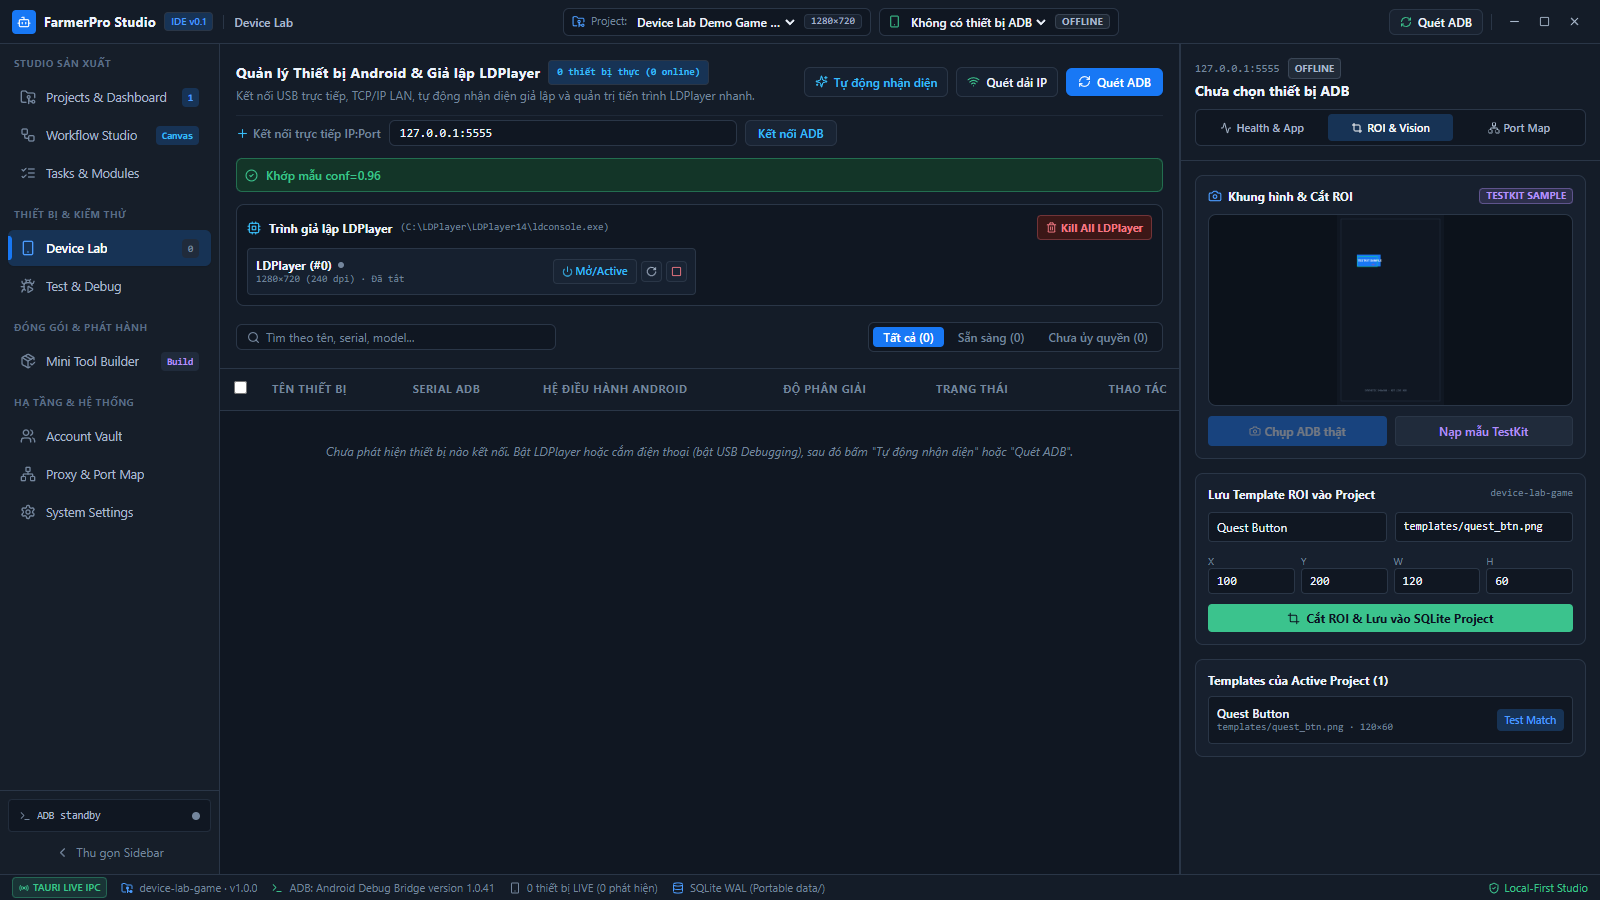 FarmerPro Studio IDE v0.1 Device Lab
Project: Device Lab Demo Game ... 1280×720
Không có thiết bị ADB OFFLINE
Quét ADB
STUDIO SẢN XUẤT
Projects & Dashboard 1
Workflow Studio Canvas
Tasks & Modules
THIẾT BỊ & KIỂM THỬ
Device Lab 0
Test & Debug
ĐÓNG GÓI & PHÁT HÀNH
Mini Tool Builder Build
HẠ TẦNG & HỆ THỐNG
Account Vault
Proxy & Port Map
System Settings
ADB standby
Thu gọn Sidebar
Quản lý Thiết bị Android & Giả lập LDPlayer 0 thiết bị thực (0 online)
Kết nối USB trực tiếp, TCP/IP LAN, tự động nhận diện giả lập và quản trị tiến trình LDPlayer nhanh.
Tự động nhận diện
Quét dải IP
Quét ADB
Kết nối trực tiếp IP:Port 127.0.0.1:5555 Kết nối ADB
Khớp mẫu conf=0.96
Trình giả lập LDPlayer (C:\LDPlayer\LDPlayer14\ldconsole.exe) Kill All LDPlayer
LDPlayer (#0)
1280×720 (240 dpi) · Đã tắt
Mở/Active
Tìm theo tên, serial, model...
Tất cả (0) Sẵn sàng (0) Chưa ủy quyền (0)
TÊN THIẾT BỊ SERIAL ADB HỆ ĐIỀU HÀNH ANDROID ĐỘ PHÂN GIẢI TRẠNG THÁI THAO TÁC
Chưa phát hiện thiết bị nào kết nối. Bật LDPlayer hoặc cắm điện thoại (bật USB Debugging), sau đó bấm "Tự động nhận diện" hoặc "Quét ADB".
127.0.0.1:5555 OFFLINE
Chưa chọn thiết bị ADB
Health & App ROI & Vision Port Map
Khung hình & Cắt ROI TESTKIT SAMPLE
Chụp ADB thật Nạp mẫu TestKit
Lưu Template ROI vào Project device-lab-game
Quest Button templates/quest_btn.png
X Y W H
100 200 120 60
Cắt ROI & Lưu vào SQLite Project
Templates của Active Project (1)
Quest Button
templates/quest_btn.png · 120×60
Test Match
TAURI LIVE IPC device-lab-game · v1.0.0 ADB: Android Debug Bridge version 1.0.41 0 thiết bị LIVE (0 phát hiện) SQLite WAL (Portable data/) Local-First Studio